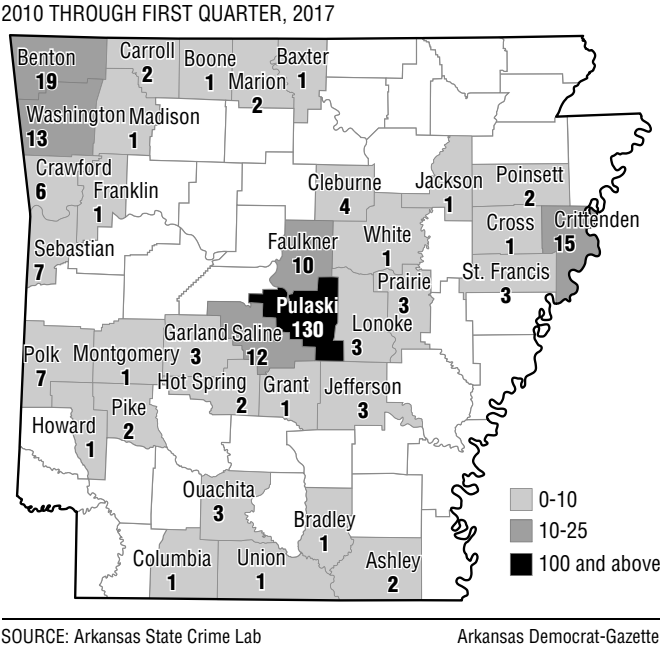 2010 THROUGH FIRST QUARTER, 2017
Benton
19
Carroll
2
Boone
1
Marion
2
Baxter
1
Washington
13
Madison
1
Crawford
6
Franklin
1
Sebastian
7
Cleburne
4
Jackson
1
Poinsett
2
Cross
1
Crittenden
15
St. Francis
3
Faulkner
10
White
1
Prairie
3
Pulaski
130
Lonoke
3
Garland
3
Saline
12
Polk
7
Montgomery
1
Hot Spring
2
Grant
1
Jefferson
3
Howard
1
Pike
2
Ouachita
3
Bradley
1
Columbia
1
Union
1
Ashley
2
0-10
10-25
100 and above
SOURCE: Arkansas State Crime Lab
Arkansas Democrat-Gazette